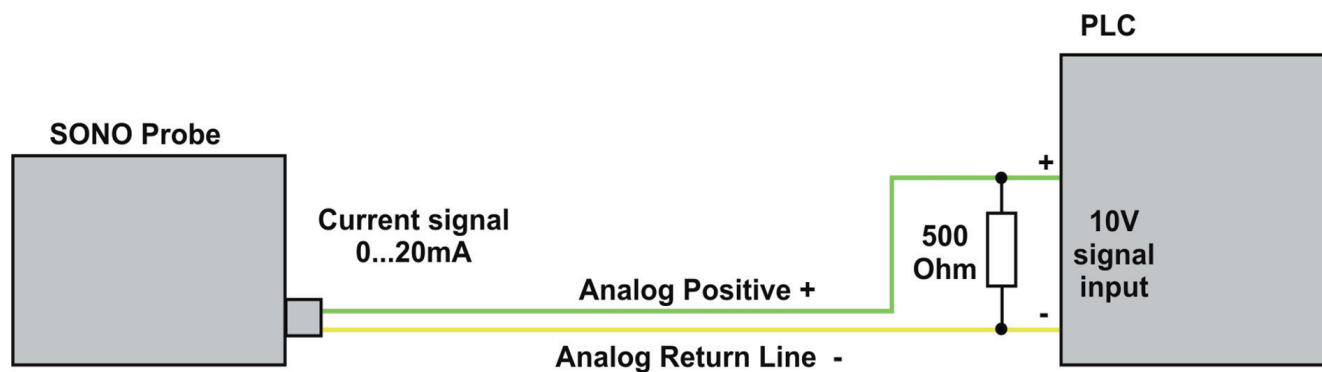 PLC
SONO Probe
Current signal
0...20mA
Analog Positive +
Analog Return Line -
500
Ohm
+
10V
signal
input
-